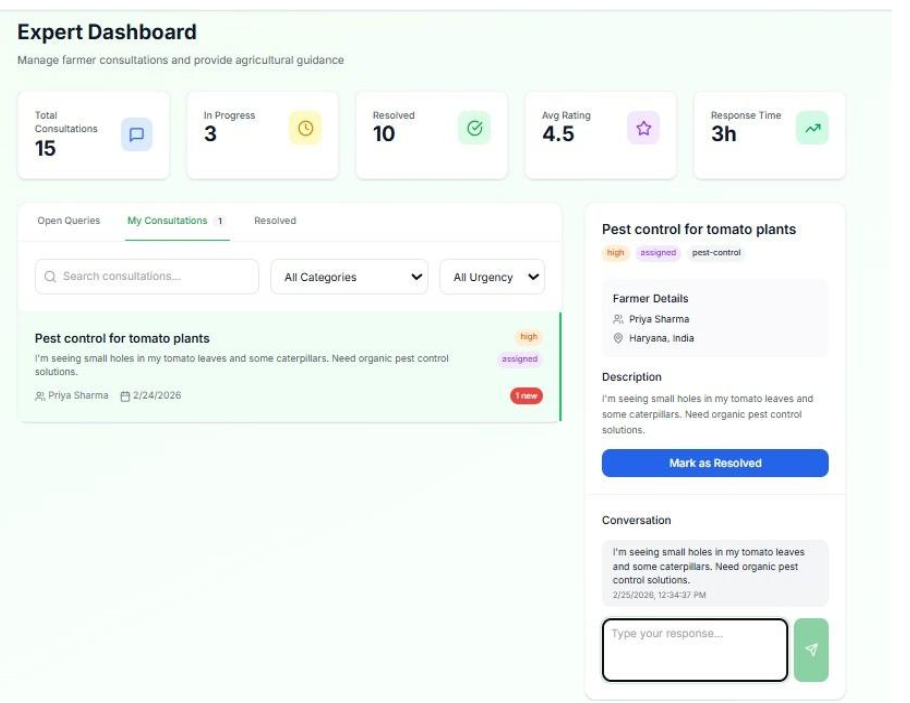 Expert Dashboard
Manage farmer consultations and provide agricultural guidance
Total
Consultations
15
In Progress
3
Resolved
10
Avg Rating
4.5
Response Time
3h
Open Queries
My Consultations 1
Resolved
Search consultations...
All Categories
All Urgency
Pest control for tomato plants
high
I'm seeing small holes in my tomato leaves and some caterpillars. Need organic pest control
solutions.
assigned
Priya Sharma 2/24/2026
1 new
Pest control for tomato plants
high assigned pest-control
Farmer Details
Priya Sharma
Haryana, India
Description
I'm seeing small holes in my tomato leaves and
some caterpillars. Need organic pest control
solutions.
Mark as Resolved
Conversation
I'm seeing small holes in my tomato leaves
and some caterpillars. Need organic pest
control solutions.
2/25/2026, 12:34:37 PM
Type your response...